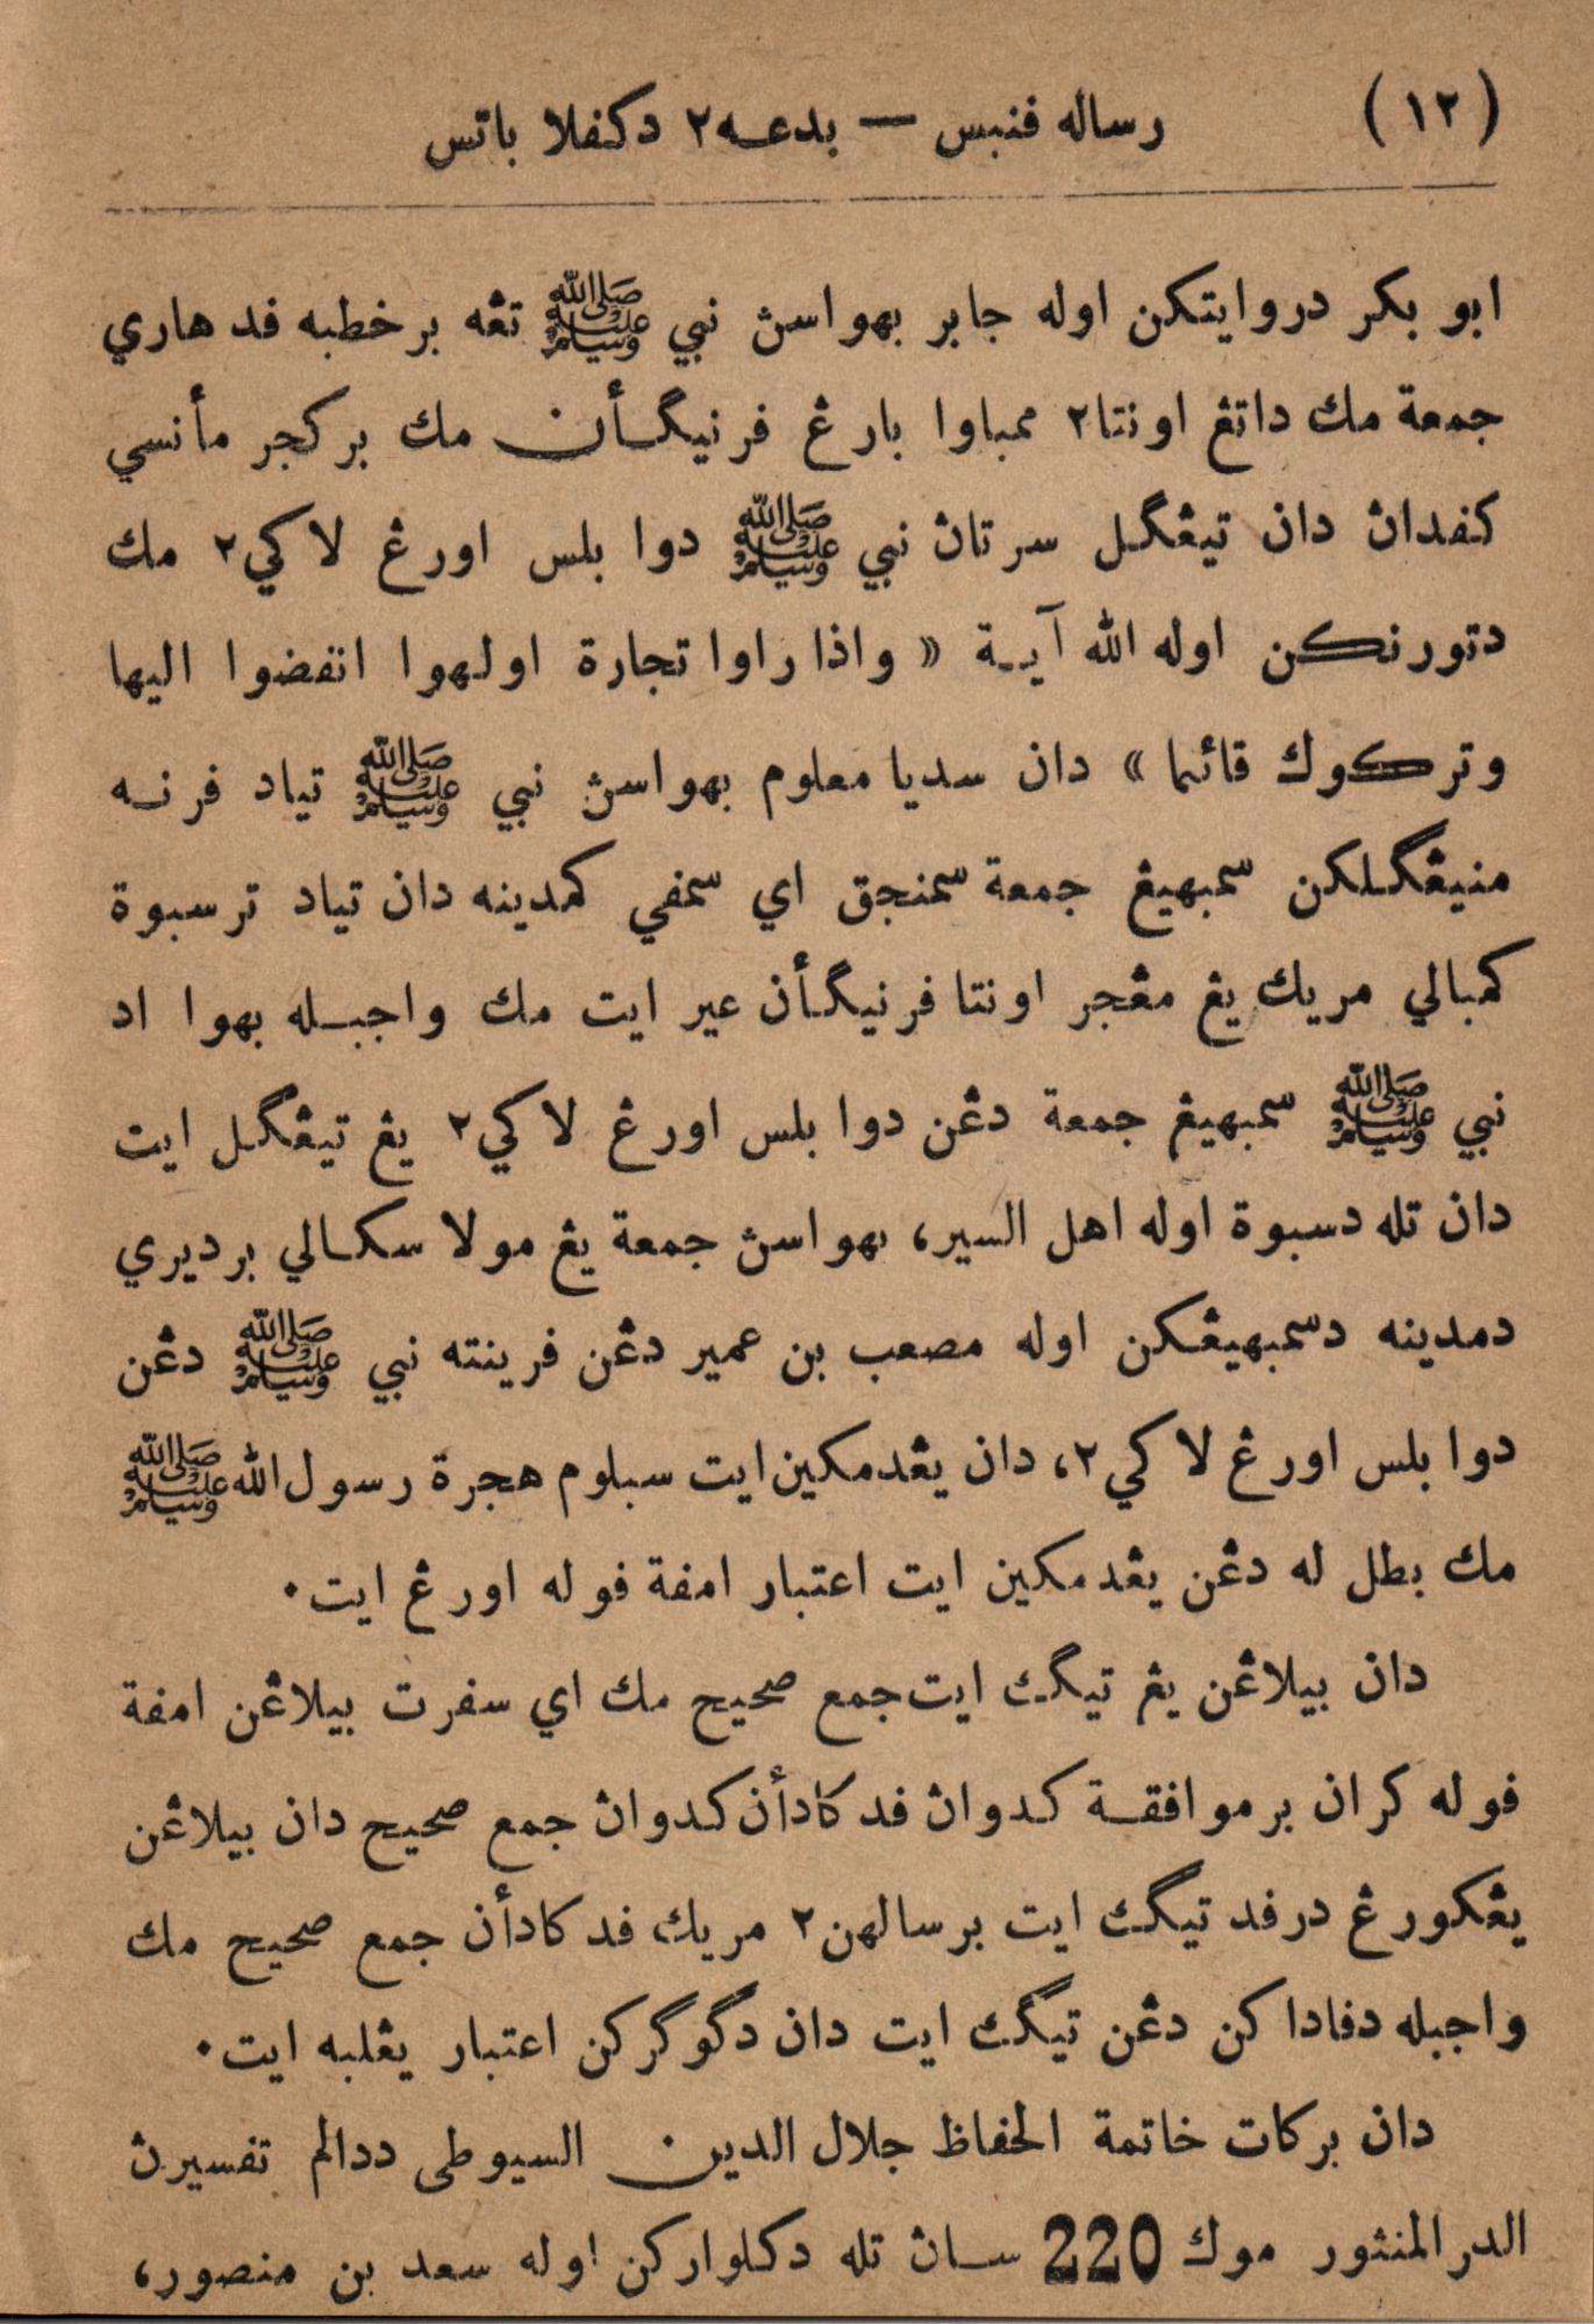 (١٢) رساله فنبس — بدعه٢ دكفلا باتس
ابو بكر دروايتكن اوله جابر بهواسڽ نبي ﷺ تڠه برخطبه فد هاري
جمعة مك داتڠ اونتا٢ ممباوا بارڠ فرنيݢأن مك بركجر مأنسي
كفداڽ دان تيڠݢل سرتاڽ نبي ﷺ دوا بلس اورڠ لاكي٢ مك
دتورنكن اوله الله آية « واذا راوا تجارة اولهوا انفضوا اليها
وتركوك قائما » دان سديا معلوم بهواسڽ نبي ﷺ تياد فرنه
منيڠݢلكن سمبهيڠ جمعة سمنجق اي سمفي كمدينه دان تياد ترسبوة
كمبالي مريك يڠ مڠجر اونتا فرنيݢأن عير ايت مك واجبله بهوا اد
نبي ﷺ سمبهيڠ جمعة دڠن دوا بلس اورڠ لاكي٢ يڠ تيڠݢل ايت
دان تله دسبوة اوله اهل السير، بهواسڽ جمعة يڠ مولا سكالي برديري
دمدينه دسمبهيڠكن اوله مصعب بن عمير دڠن فرينته نبي ﷺ دڠن
دوا بلس اورڠ لاكي٢، دان يڠدمكين ايت سبلوم هجرة رسول الله ﷺ
مك بطل له دڠن يڠدمكين ايت اعتبار امفة فوله اورڠ ايت.
دان بيلاڠن يڠ تيݢ ايت جمع صحيح مك اي سفرت بيلاڠن امفة
فوله كران برموافقة كدواڽ فد كادأن كدواڽ جمع صحيح دان بيلاڠن
يڠكورڠ درفد تيݢ ايت برسالهن٢ مريك فد كادأن جمع صحيح مك
واجبله دفاداكن دڠن تيݢ ايت دان دݢوݢركن اعتبار يڠلبه ايت.
دان بركات خاتمة الحفاظ جلال الدين السيوطى ددالم تفسيرڽ
الدر المنثور موك 220 ساڽ تله دكلواركن اوله سعد بن منصور،